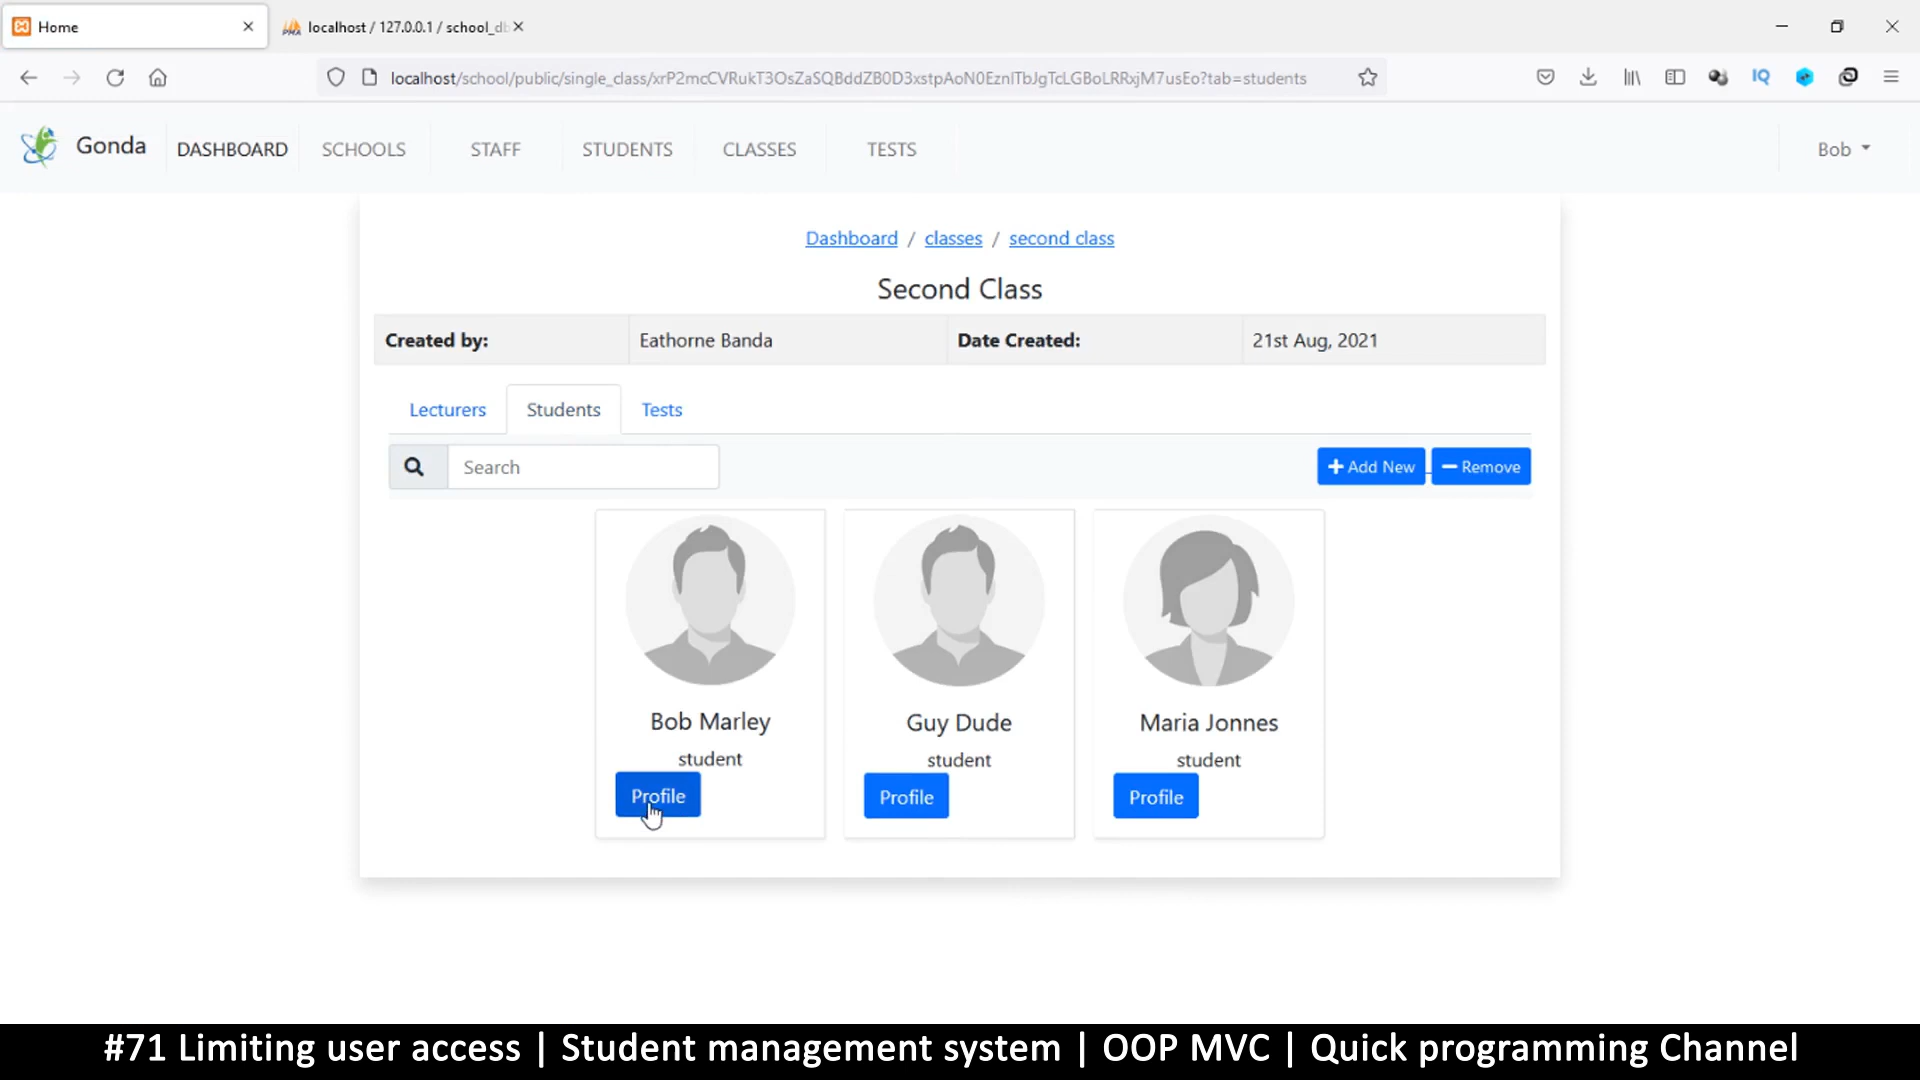 Home
localhost / 127.0.0.1 / school_db
localhost/school/public/single_class/xrP2mcCVRukT3OsZaSQBddZB0D3xstpAoN0EznITbJgTcLGBoLRRxjM7usEo?tab=students
IQ
Gonda
DASHBOARD
SCHOOLS
STAFF
STUDENTS
CLASSES
TESTS
Bob
Dashboard / classes / second class
Second Class
Created by: Eathorne Banda Date Created: 21st Aug, 2021
Lecturers Students Tests
Search
Add New
Remove
Bob Marley
student
Profile
Guy Dude
student
Profile
Maria Jonnes
student
Profile
#71 Limiting user access | Student management system | OOP MVC | Quick programming Channel